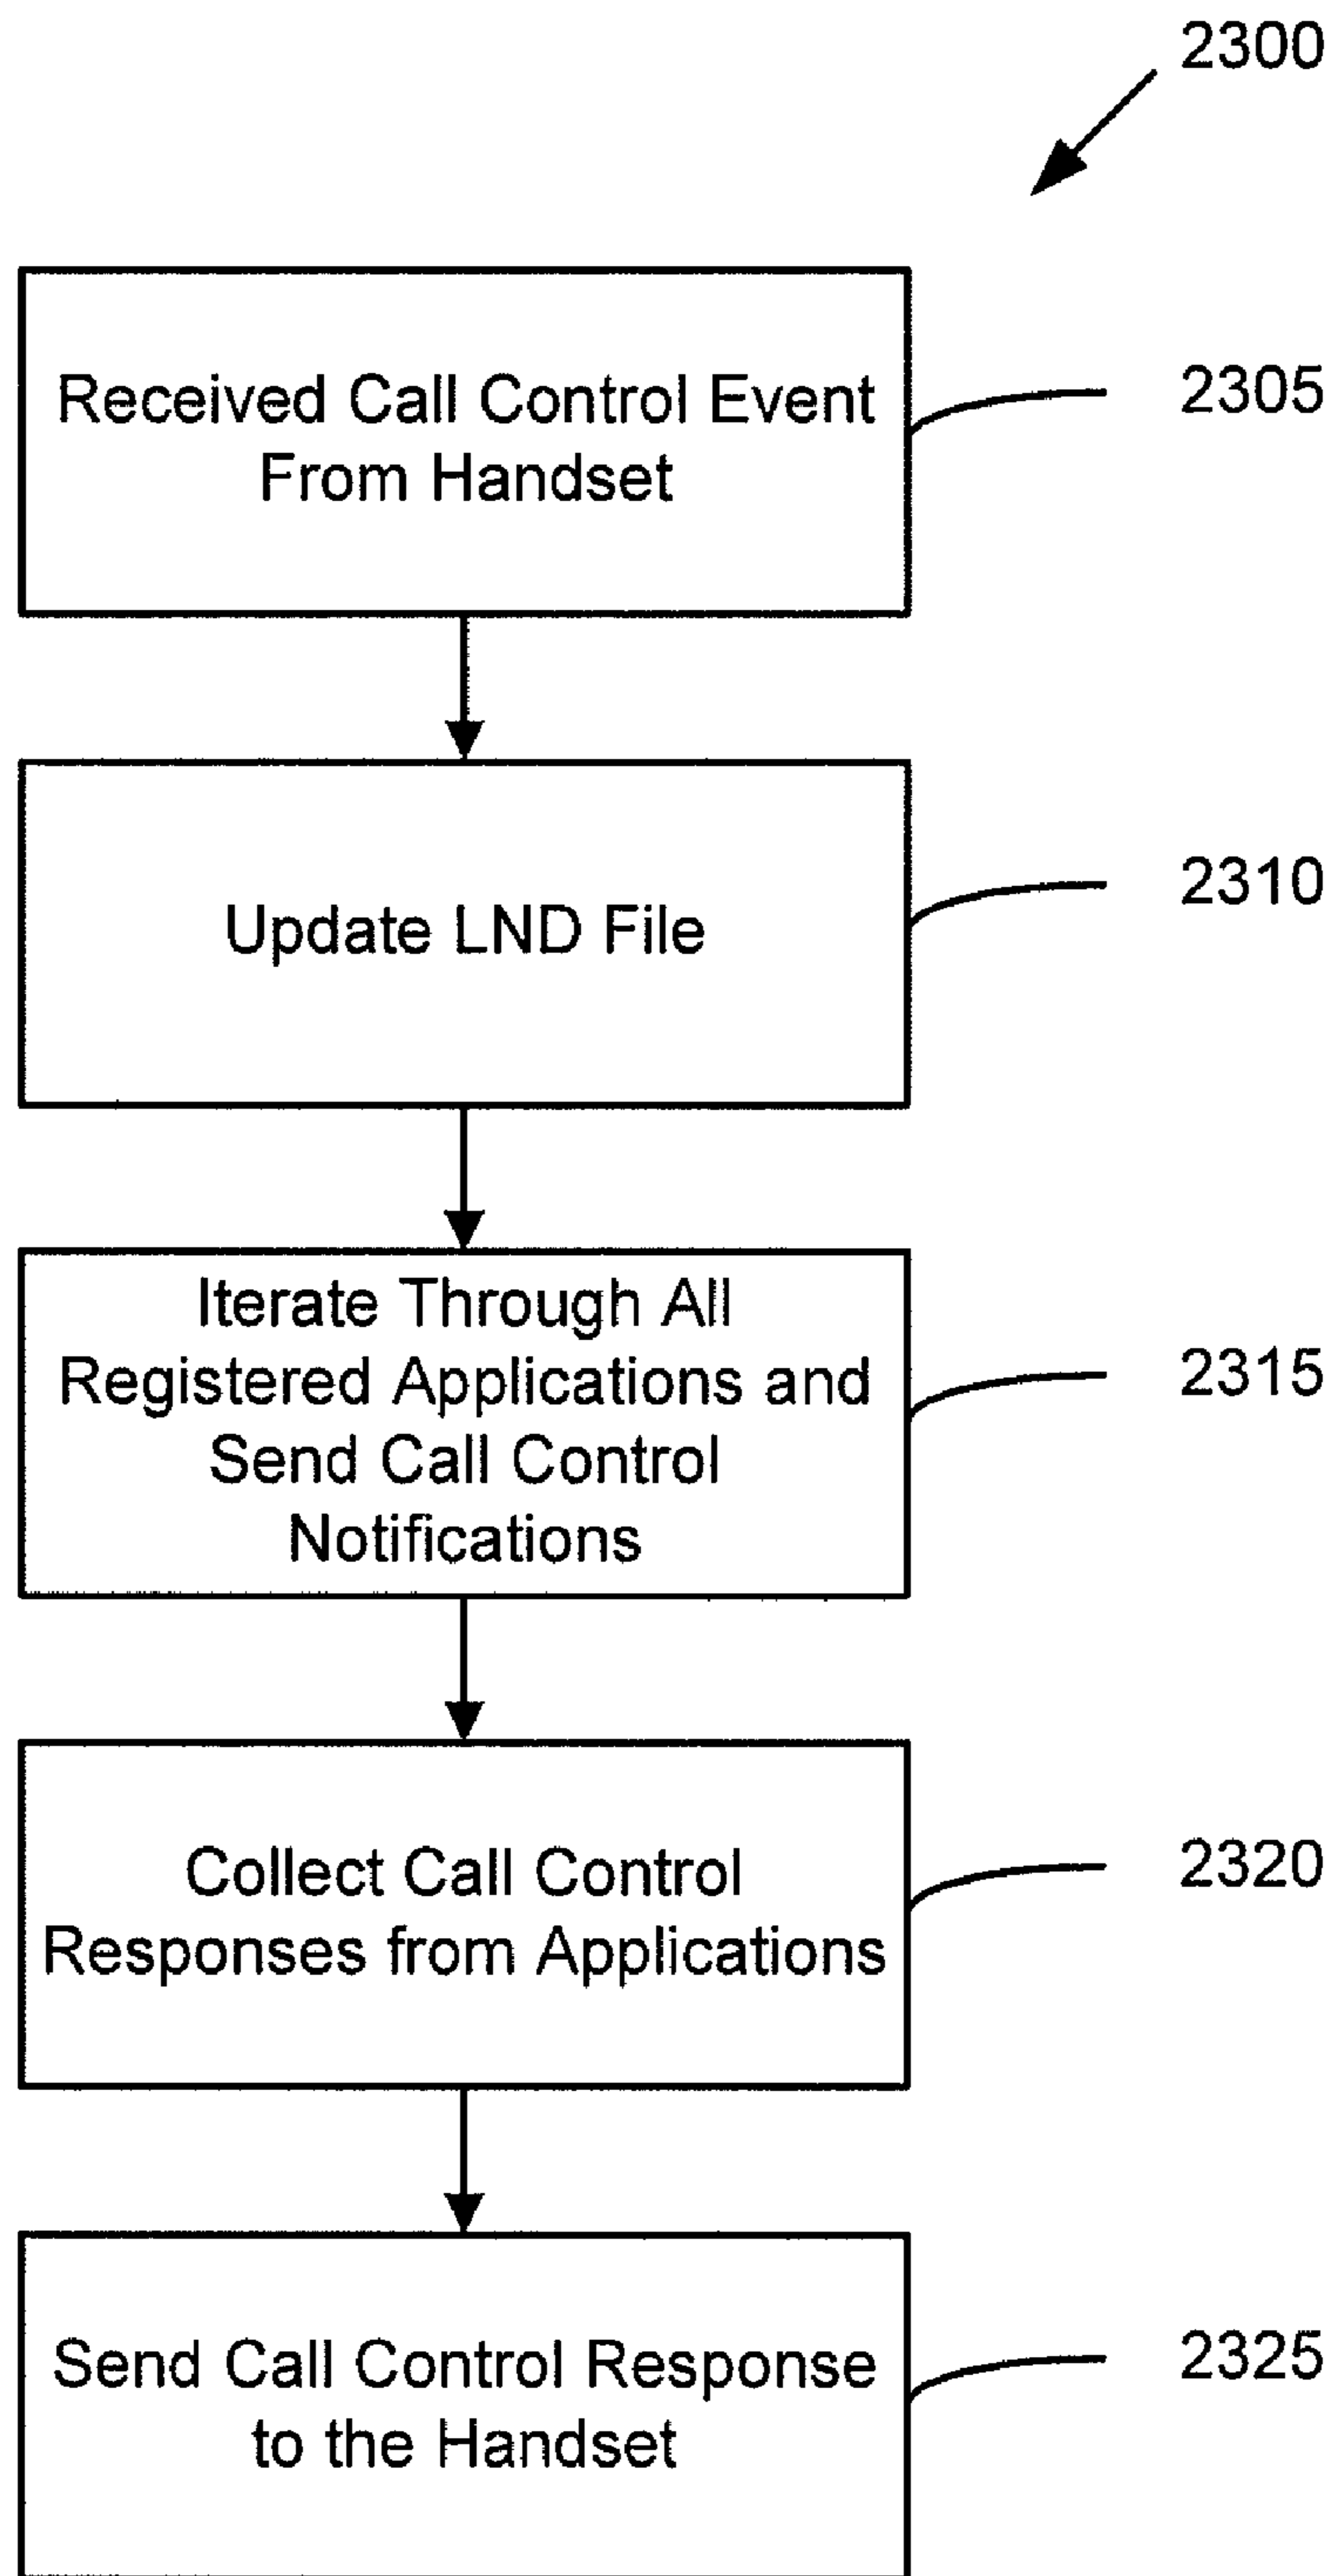 2300
Received Call Control Event
From Handset
2305
Update LND File
2310
Iterate Through All
Registered Applications and
Send Call Control
Notifications
2315
Collect Call Control
Responses from Applications
2320
Send Call Control Response
to the Handset
2325